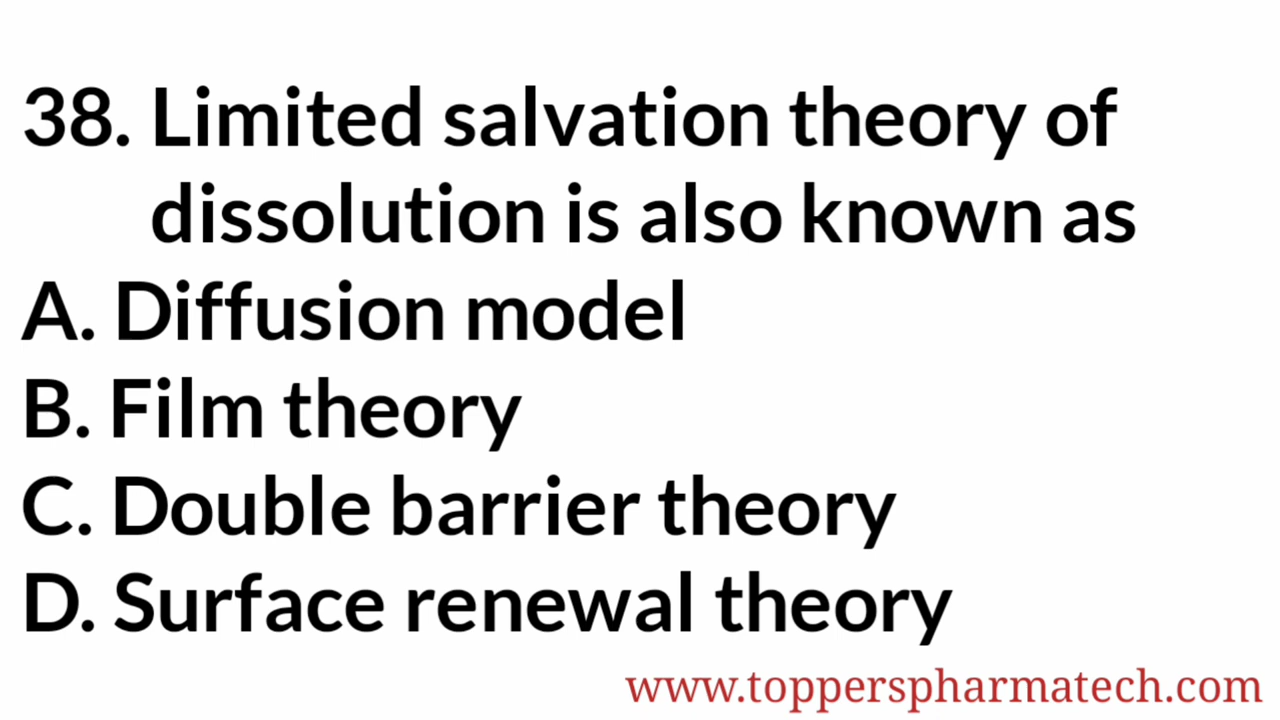 38. Limited salvation theory of
dissolution is also known as
A. Diffusion model
B. Film theory
C. Double barrier theory
D. Surface renewal theory
www.topperspharmatech.com